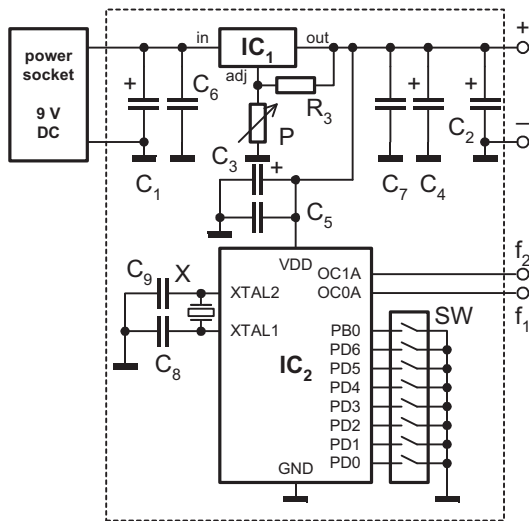 power
socket
9 V
DC
in
IC1
out
adj
+
C6
R3
P
+
+
+
−
C1
C3
+
C7
C4
C2
C5
VDD
f2
OC1A
OC0A
f1
C9
X
XTAL2
XTAL1
C8
IC2
SW
PB0
PD6
PD5
PD4
PD3
PD2
PD1
PD0
GND